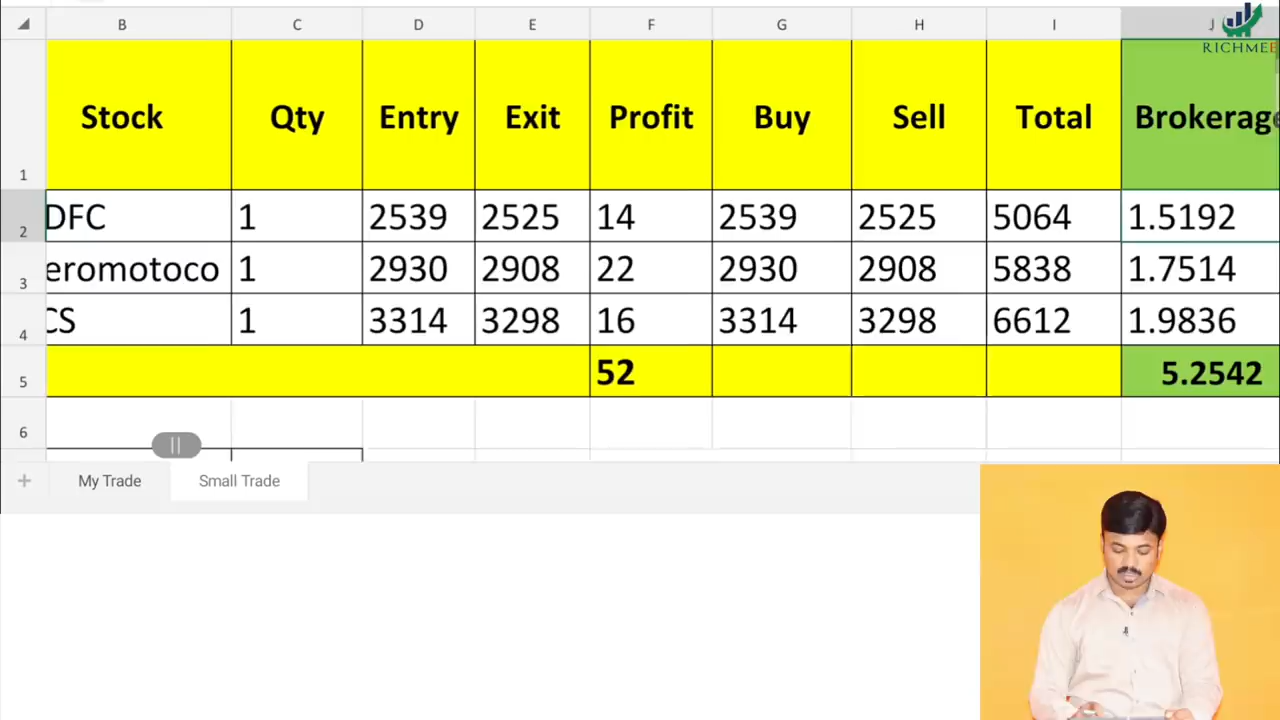 B C D E F G H I J
RICHMEE
Stock Qty Entry Exit Profit Buy Sell Total Brokerage
1
2 DFC 1 2539 2525 14 2539 2525 5064 1.5192
3 eromotoco 1 2930 2908 22 2930 2908 5838 1.7514
4 CS 1 3314 3298 16 3314 3298 6612 1.9836
5 52 5.2542
6
+ My Trade Small Trade